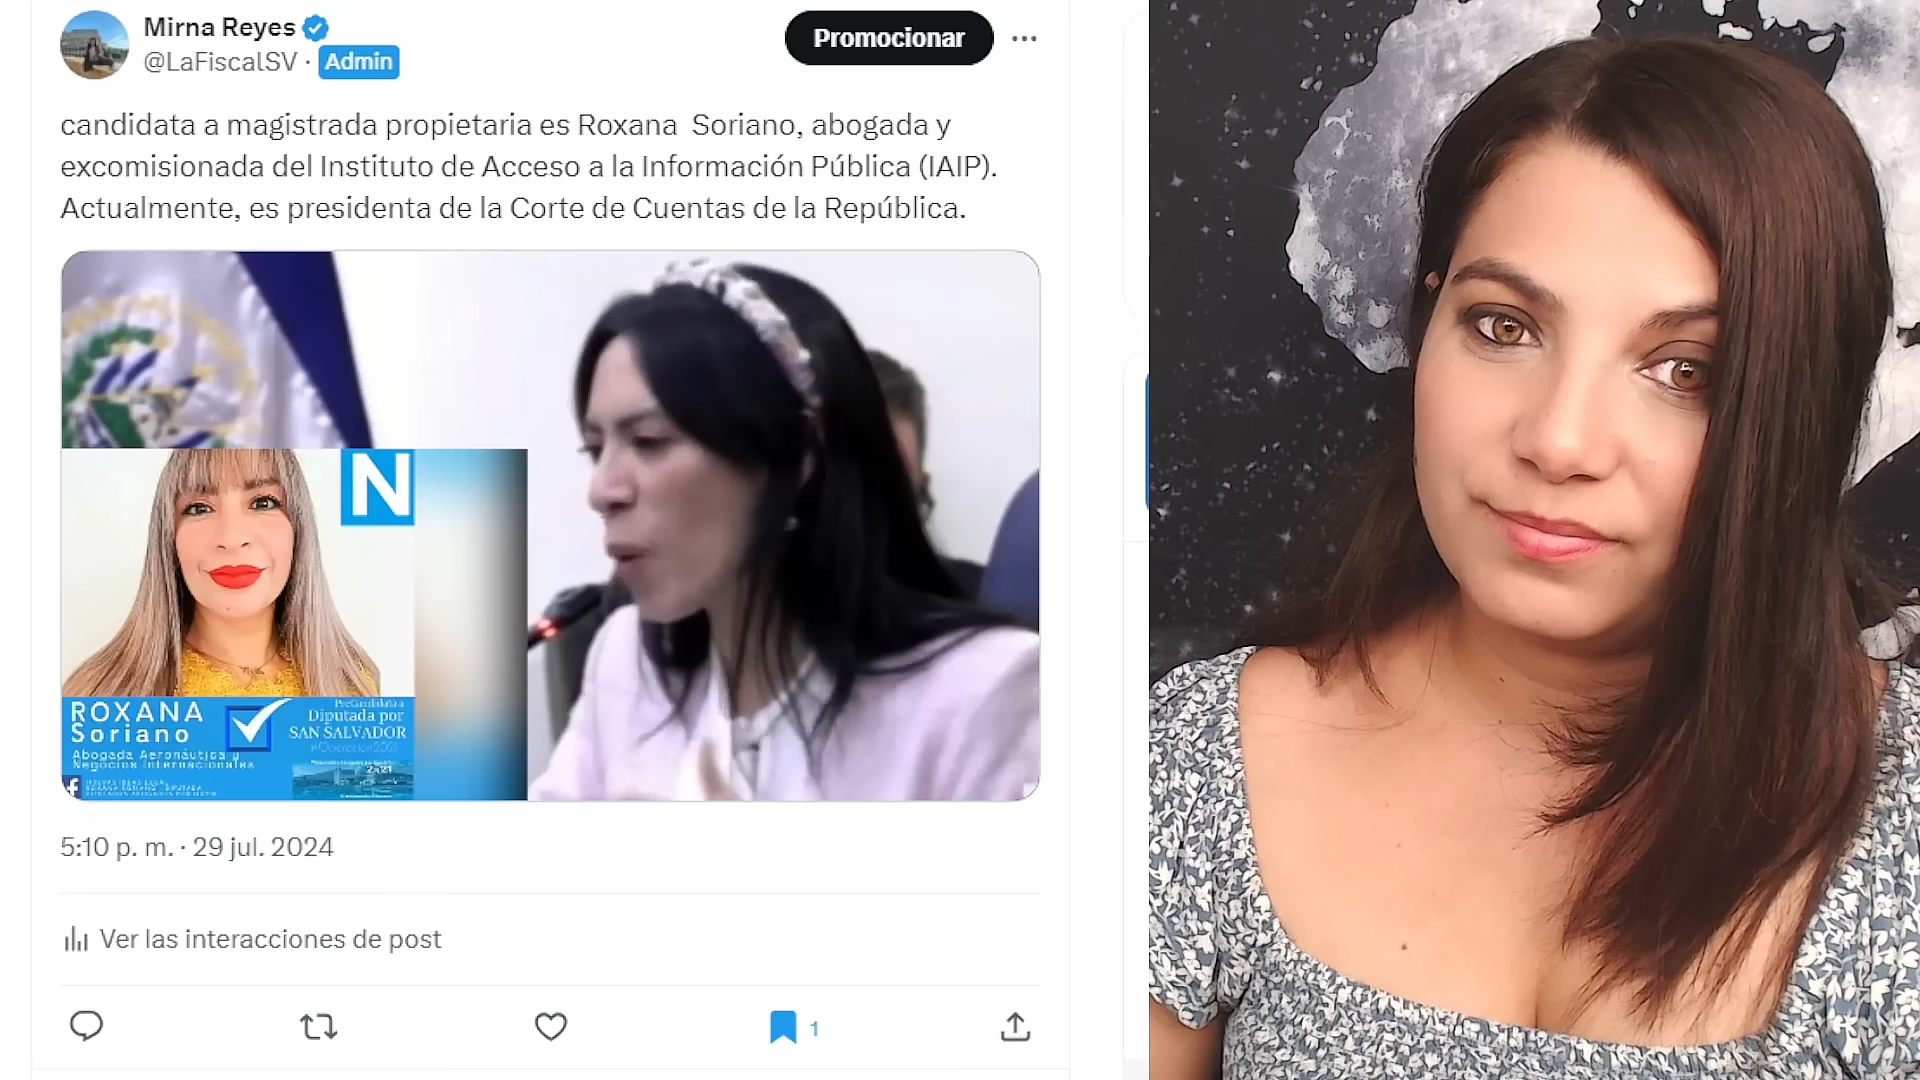 Mirna Reyes
@LaFiscalSV · Admin
Promocionar
candidata a magistrada propietaria es Roxana Soriano, abogada y
excomisionada del Instituto de Acceso a la Información Pública (IAIP).
Actualmente, es presidenta de la Corte de Cuentas de la República.
N
ROXANA
Soriano
Abogada Aeronáutica y
Negocios Internacionales
PreCandidata a
Diputada por
SAN SALVADOR
2021
5:10 p. m. · 29 jul. 2024
Ver las interacciones de post
1